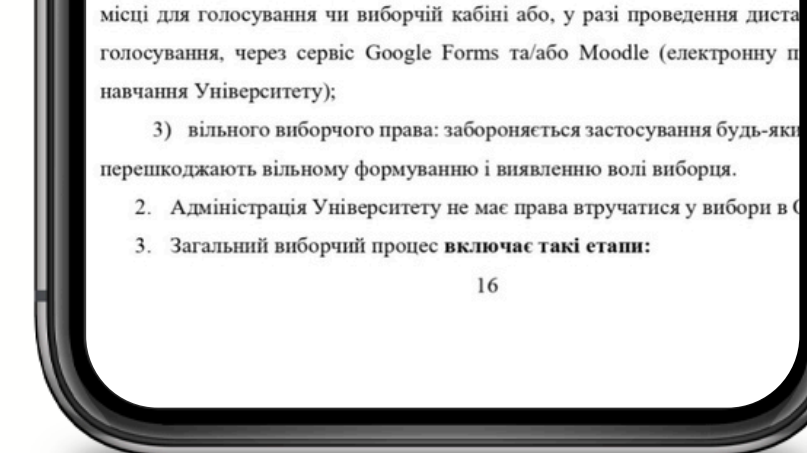 місці для голосування чи виборчій кабіні або, у разі проведення диста
голосування, через сервіс Google Forms та/або Moodle (електронну п
навчання Університету);
3) вільного виборчого права: забороняється застосування будь-яки
перешкоджають вільному формуванню і виявленню волі виборця.
2. Адміністрація Університету не має права втручатися у вибори в С
3. Загальний виборчий процес включає такі етапи:
16